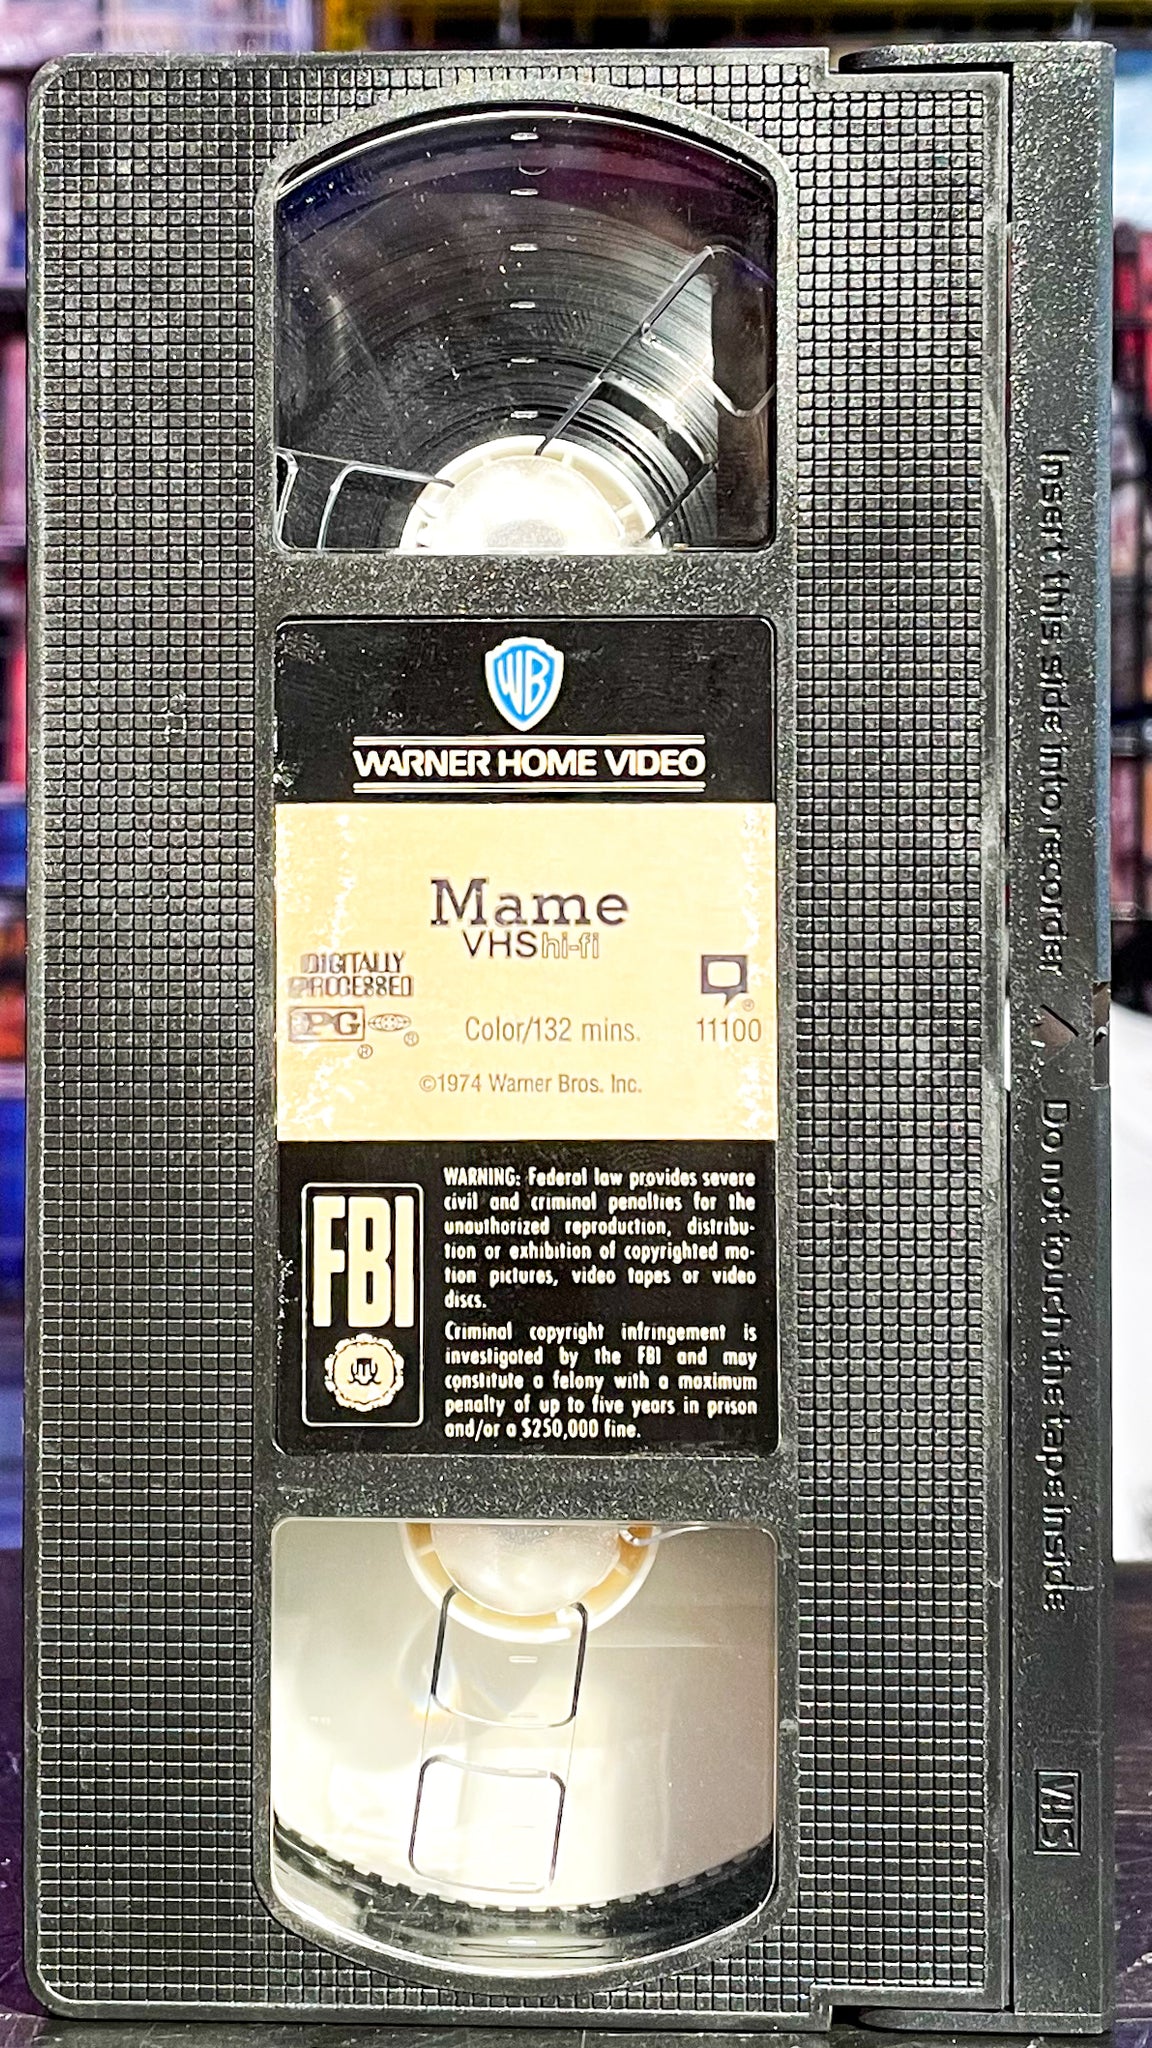 WB
WARNER HOME VIDEO
Mame
VHS hi-fi
DIGITALLY
PROCESSED
PG ® ®
Color/132 mins.
®
11100
©1974 Warner Bros. Inc.
FBI
WARNING: Federal law provides severe
civil and criminal penalties for the
unauthorized reproduction, distribu-
tion or exhibition of copyrighted mo-
tion pictures, video tapes or video
discs.
Criminal copyright infringement is
investigated by the FBI and may
constitute a felony with a maximum
penalty of up to five years in prison
and/or a $250,000 fine.
Insert this side into recorder
Do not touch the tape inside
VHS